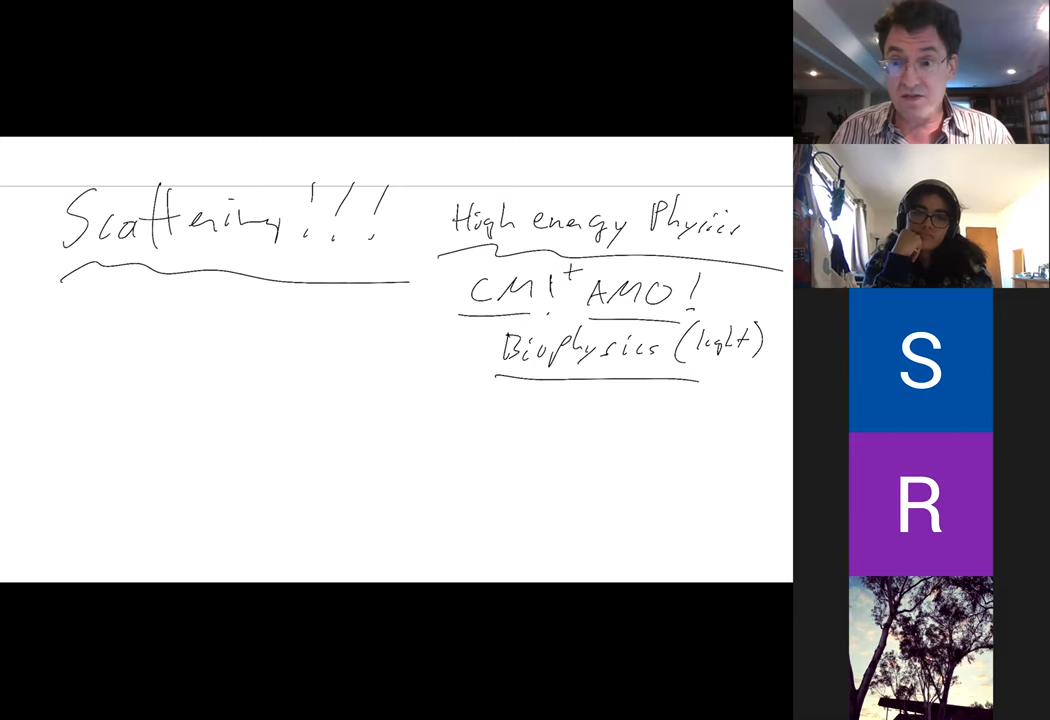 Scattering!!!
High energy Physics
CM! + AMO!
Biophysics (light)
S
R